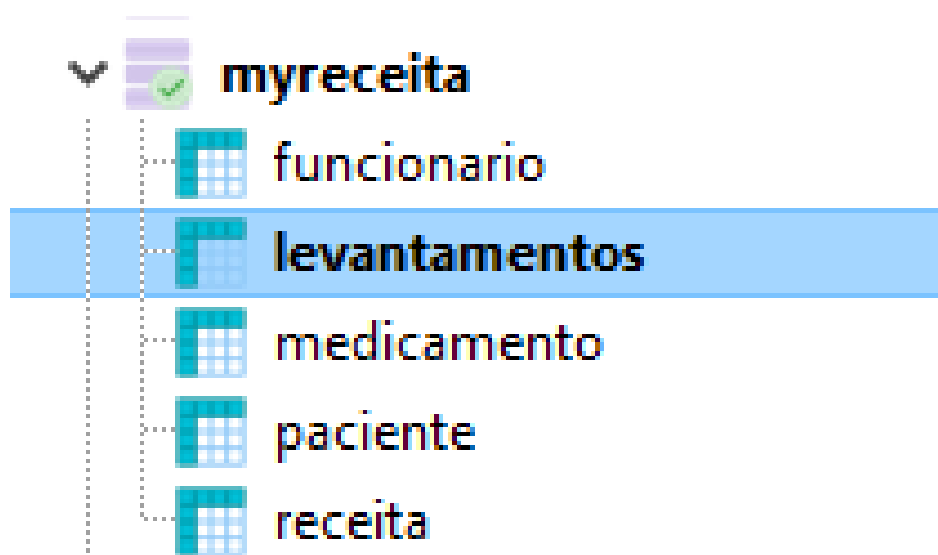 myreceita
funcionario
levantamentos
medicamento
paciente
receita